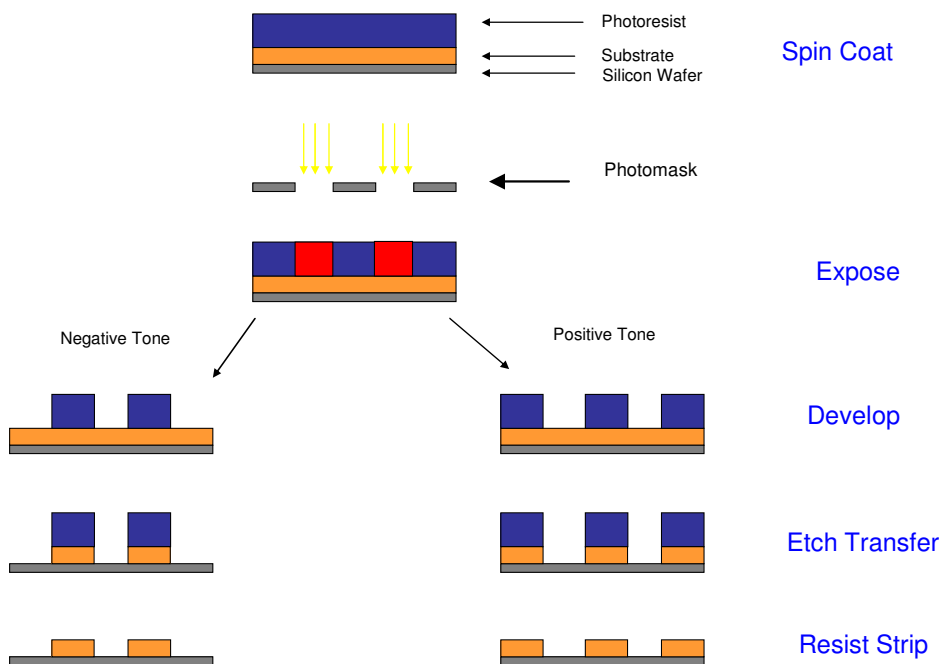 Photoresist
Spin Coat
Substrate
Silicon Wafer
Photomask
Expose
Negative Tone
Positive Tone
Develop
Etch Transfer
Resist Strip